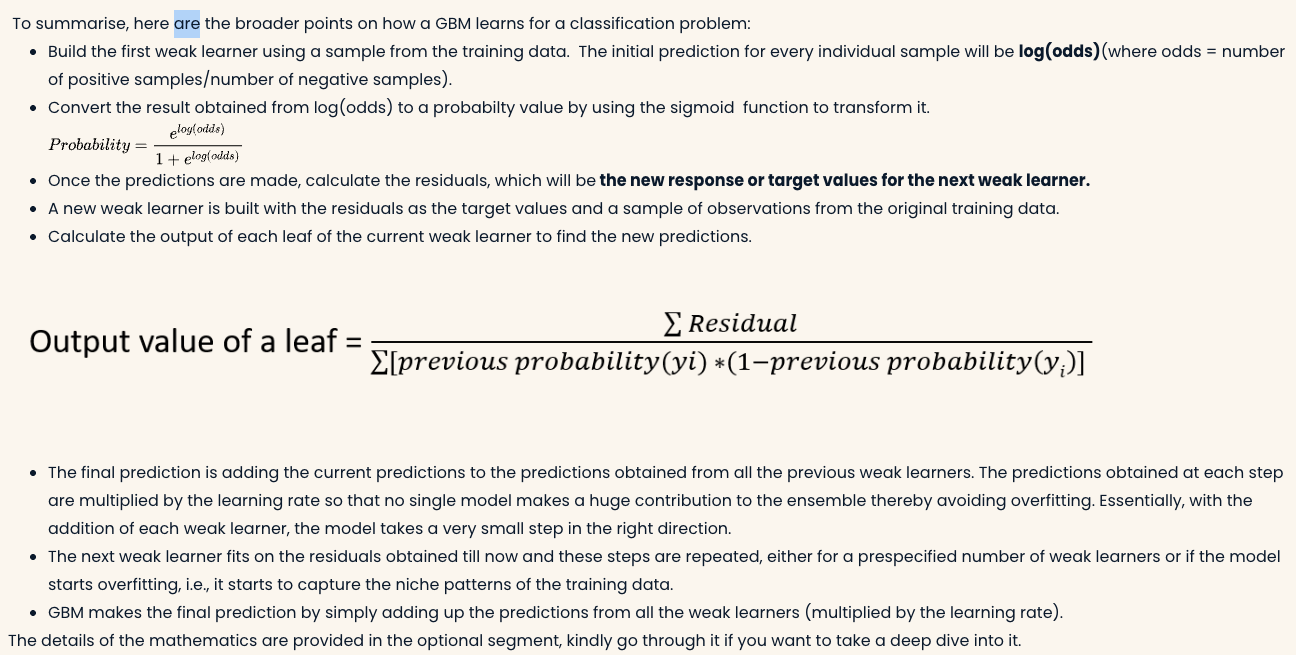 To summarise, here are the broader points on how a GBM learns for a classification problem:
• Build the first weak learner using a sample from the training data.  The initial prediction for every individual sample will be log(odds)(where odds = number
of positive samples/number of negative samples).
• Convert the result obtained from log(odds) to a probabilty value by using the sigmoid  function to transform it.
Probability = e^log(odds) / 1 + e^log(odds)
• Once the predictions are made, calculate the residuals, which will be the new response or target values for the next weak learner.
• A new weak learner is built with the residuals as the target values and a sample of observations from the original training data.
• Calculate the output of each leaf of the current weak learner to find the new predictions.
Output value of a leaf = ∑ Residual / ∑[previous probability(yi) *(1−previous probability(y_i)]
• The final prediction is adding the current predictions to the predictions obtained from all the previous weak learners. The predictions obtained at each step
are multiplied by the learning rate so that no single model makes a huge contribution to the ensemble thereby avoiding overfitting. Essentially, with the
addition of each weak learner, the model takes a very small step in the right direction.
• The next weak learner fits on the residuals obtained till now and these steps are repeated, either for a prespecified number of weak learners or if the model
starts overfitting, i.e., it starts to capture the niche patterns of the training data.
• GBM makes the final prediction by simply adding up the predictions from all the weak learners (multiplied by the learning rate).
The details of the mathematics are provided in the optional segment, kindly go through it if you want to take a deep dive into it.